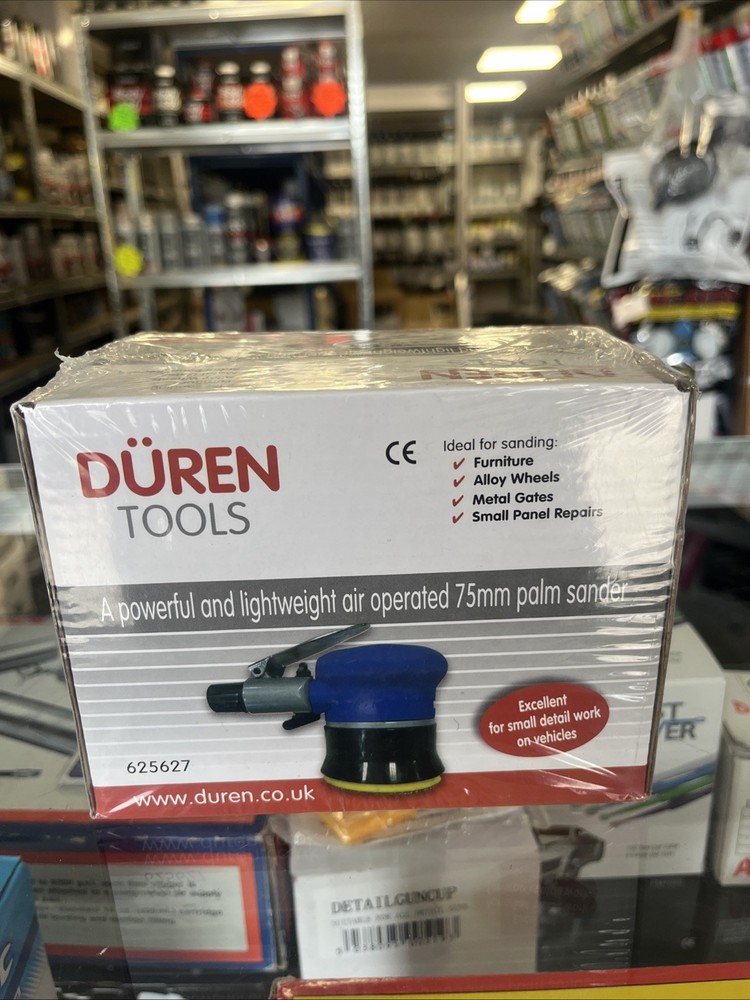 DÜREN
TOOLS
CE
Ideal for sanding:
Furniture
Alloy Wheels
Metal Gates
Small Panel Repairs
A powerful and lightweight air operated 75mm palm sander
Excellent
for small detail work
on vehicles
625627
www.duren.co.uk
DETAILGUNCUP